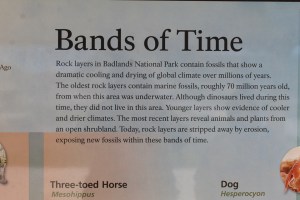 Bands of Time
Ago
Rock layers in Badlands National Park contain fossils that show a
dramatic cooling and drying of global climate over millions of years.
The oldest rock layers contain marine fossils, roughly 70 million years old,
from when this area was underwater. Although dinosaurs lived during this
time, they did not live in this area. Younger layers show evidence of cooler
and drier climates. The most recent layers reveal animals and plants from
an open shrubland. Today, rock layers are stripped away by erosion,
exposing new fossils within these bands of time.
Three-toed Horse
Mesohippus
Dog
Hesperocyon